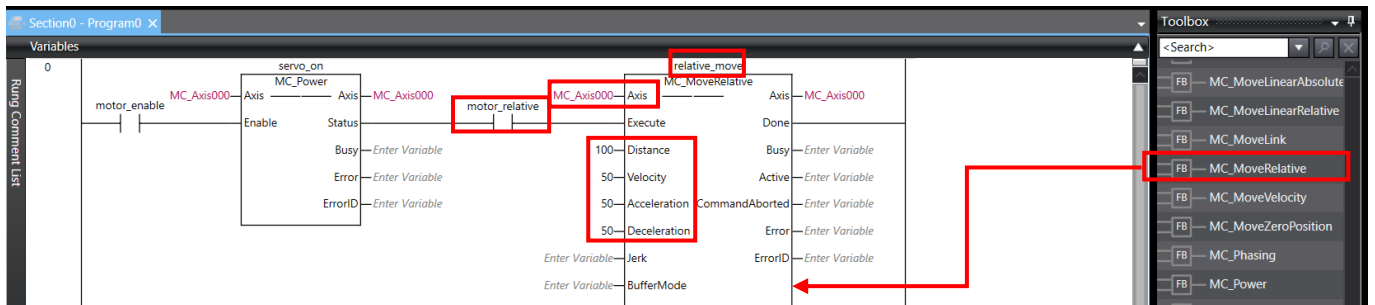 Section0 - Program0 ×
Variables
Rung Comment List
0
servo_on
MC_Power
motor_enable
MC_Axis000 Axis Axis MC_Axis000
Enable Status
Busy Enter Variable
Error Enter Variable
ErrorID Enter Variable
motor_relative
relative_move
MC_MoveRelative
MC_Axis000 Axis Axis MC_Axis000
Execute Done
100 Distance Busy Enter Variable
50 Velocity Active Enter Variable
50 Acceleration CommandAborted Enter Variable
50 Deceleration Error Enter Variable
Enter Variable Jerk ErrorID Enter Variable
Enter Variable BufferMode
Toolbox
<Search>
FB MC_MoveLinearAbsolute
FB MC_MoveLinearRelative
FB MC_MoveLink
FB MC_MoveRelative
FB MC_MoveVelocity
FB MC_MoveZeroPosition
FB MC_Phasing
FB MC_Power